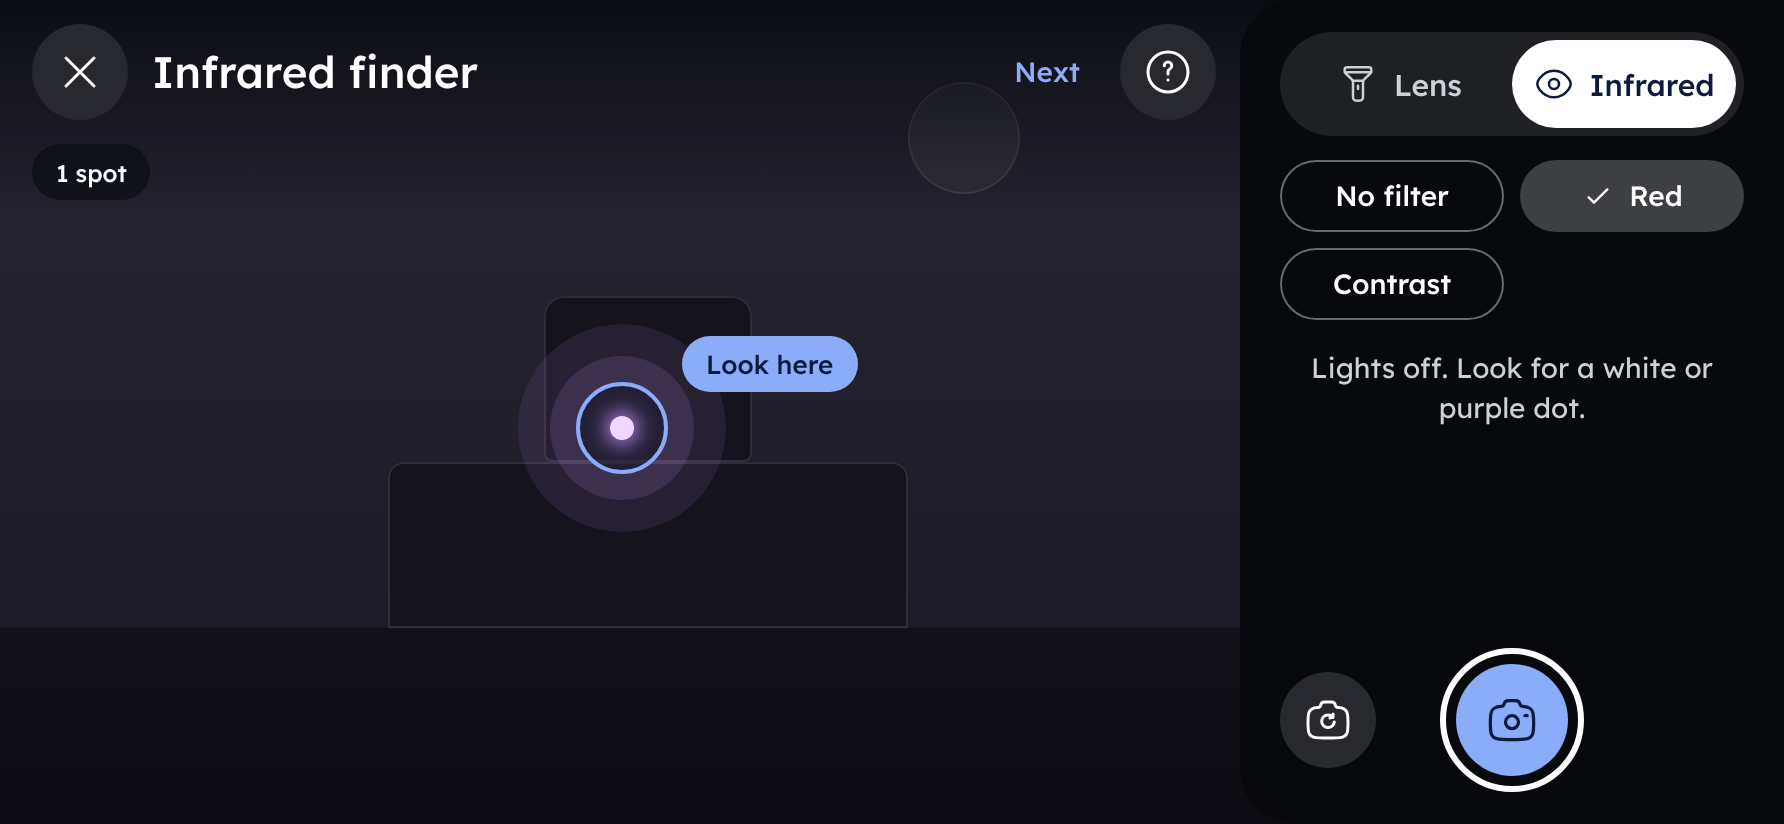 Infrared finder
Next
1 spot
Look here
Lens
Infrared
No filter
Red
Contrast
Lights off. Look for a white or
purple dot.